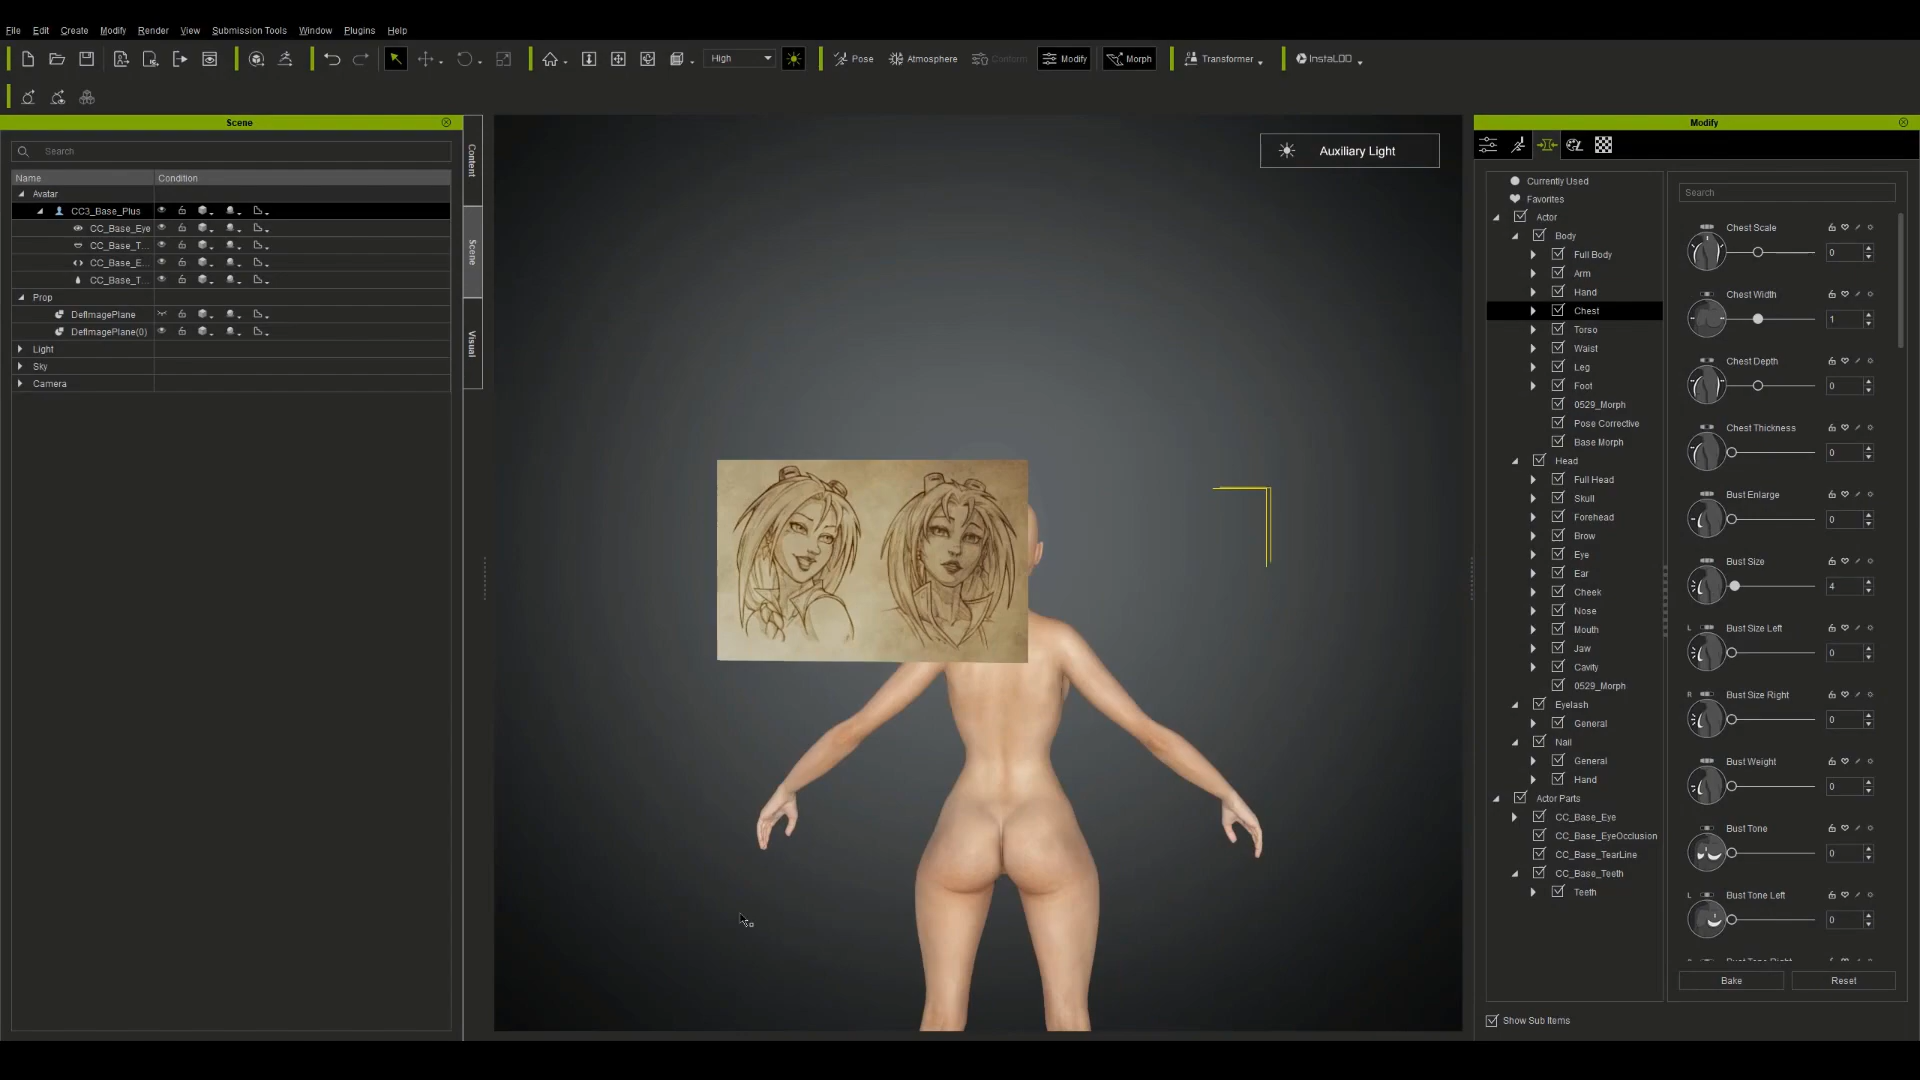 File Edit Create Modify Render View Submission Tools Window Plugins Help
High Pose Atmosphere Conform Modify Morph Transformer InstaLOD
Scene
Search
Name Condition
Avatar
CC3_Base_Plus
CC_Base_Eye
CC_Base_T...
CC_Base_E...
CC_Base_T...
Prop
DefImagePlane
DefImagePlane(0)
Light
Sky
Camera
Content
Scene
Visual
Auxiliary Light
Modify
Currently Used
Favorites
Actor
Body
Full Body
Arm
Hand
Chest
Torso
Waist
Leg
Foot
0529_Morph
Pose Corrective
Base Morph
Head
Full Head
Skull
Forehead
Brow
Eye
Ear
Cheek
Nose
Mouth
Jaw
Cavity
0529_Morph
Eyelash
General
Nail
General
Hand
Actor Parts
CC_Base_Eye
CC_Base_EyeOcclusion
CC_Base_TearLine
CC_Base_Teeth
Teeth
Show Sub Items
Search
Chest Scale
0
Chest Width
1
Chest Depth
0
Chest Thickness
0
Bust Enlarge
0
Bust Size
4
L Bust Size Left
0
R Bust Size Right
0
Bust Weight
0
Bust Tone
0
L Bust Tone Left
0
Bust Tone Right
Bake Reset